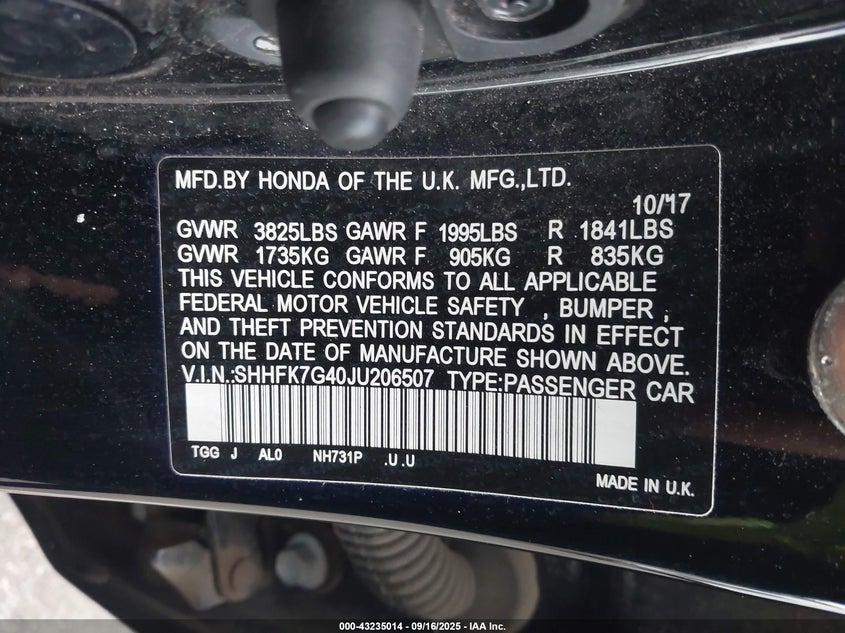 MFD.BY HONDA OF THE U.K. MFG.,LTD.
10/17
GVWR 3825LBS GAWR F 1995LBS R 1841LBS
GVWR 1735KG GAWR F 905KG R 835KG
THIS VEHICLE CONFORMS TO ALL APPLICABLE
FEDERAL MOTOR VEHICLE SAFETY , BUMPER ,
AND THEFT PREVENTION STANDARDS IN EFFECT
ON THE DATE OF MANUFACTURE SHOWN ABOVE.
V.I.N.:SHHFK7G40JU206507 TYPE:PASSENGER CAR
TGG J AL0 NH731P .U .U
MADE IN U.K.
000-43235014 - 09/16/2025 - IAA Inc.